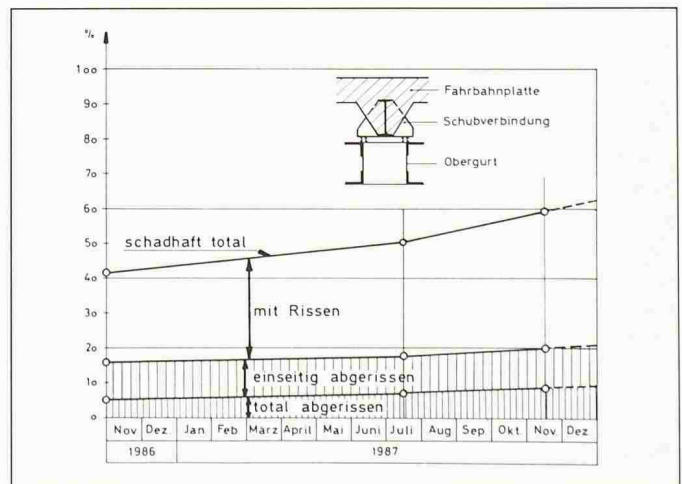 %
100
90
80
70
60
50
40
30
20
10
0
Fahrbahnplatte
Schubverbindung
Obergurt
schadhaft total
mit Rissen
einseitig abgerissen
total abgerissen
Nov. Dez. Jan. Feb. März April Mai Juni Juli Aug. Sep. Okt. Nov. Dez.
1986 1987